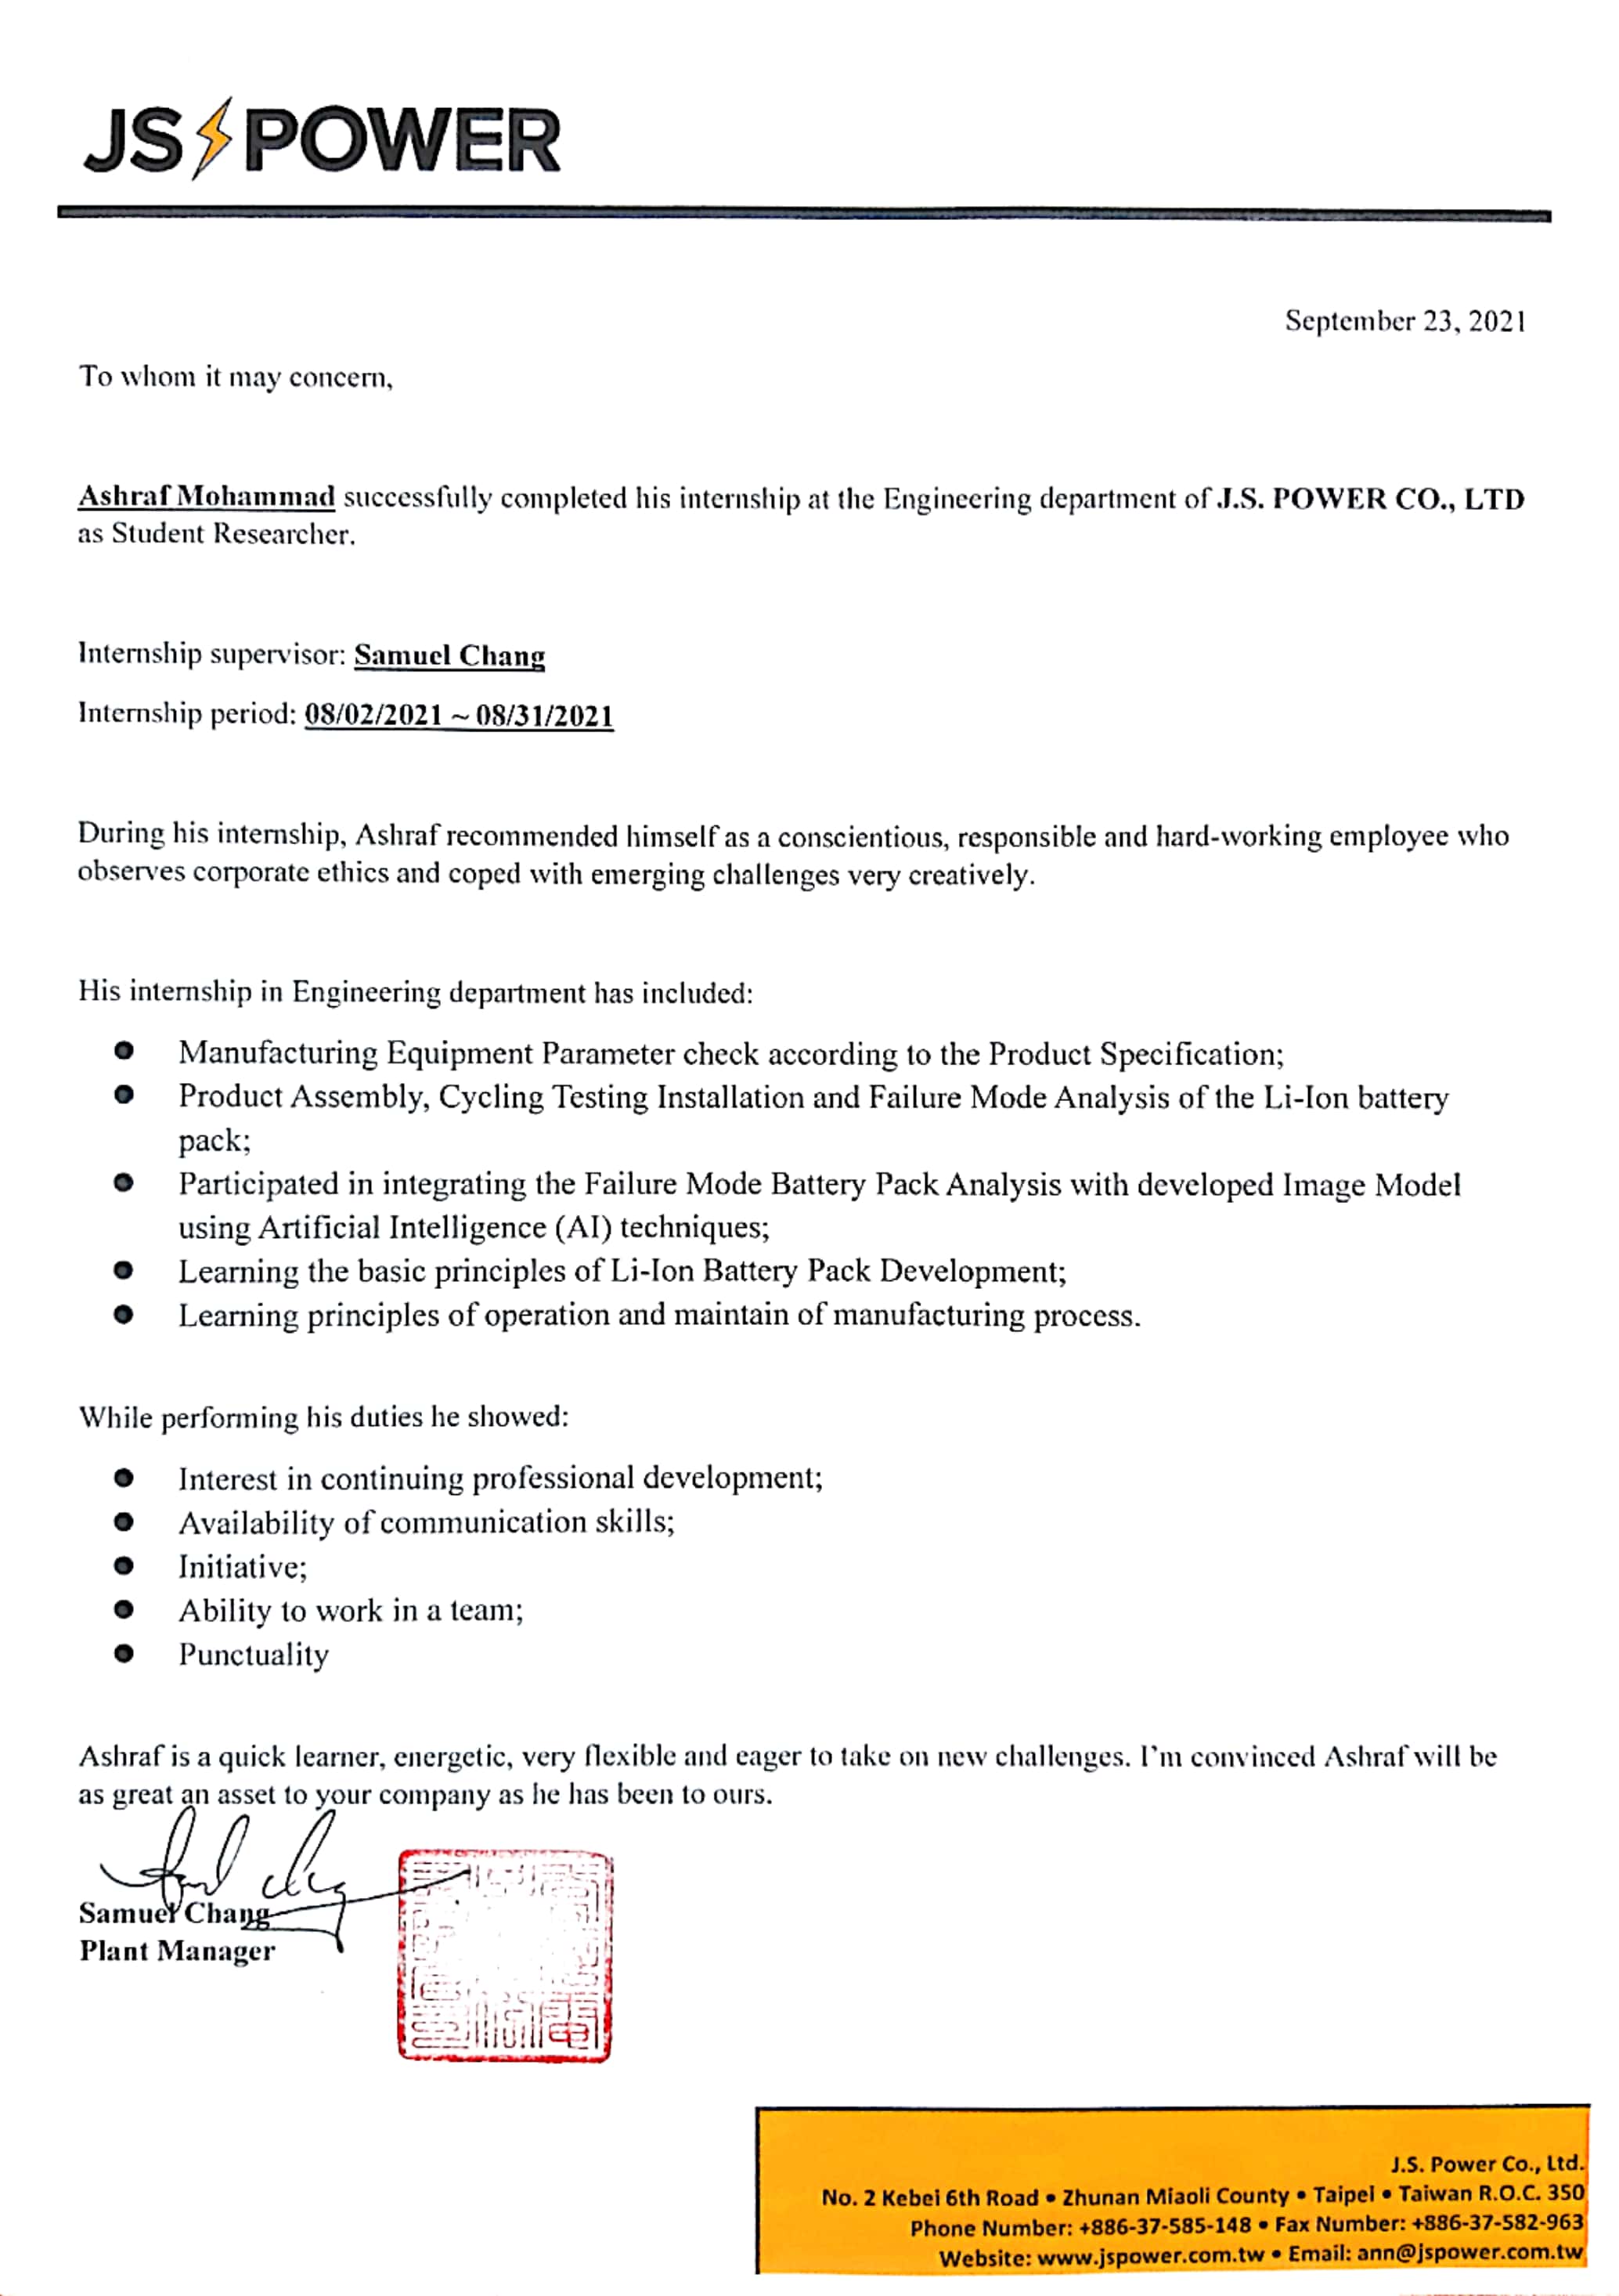 JS POWER
September 23, 2021
To whom it may concern,
Ashraf Mohammad successfully completed his internship at the Engineering department of J.S. POWER CO., LTD
as Student Researcher.
Internship supervisor: Samuel Chang
Internship period: 08/02/2021 ~ 08/31/2021
During his internship, Ashraf recommended himself as a conscientious, responsible and hard-working employee who
observes corporate ethics and coped with emerging challenges very creatively.
His internship in Engineering department has included:
● Manufacturing Equipment Parameter check according to the Product Specification;
● Product Assembly, Cycling Testing Installation and Failure Mode Analysis of the Li-Ion battery
pack;
● Participated in integrating the Failure Mode Battery Pack Analysis with developed Image Model
using Artificial Intelligence (AI) techniques;
● Learning the basic principles of Li-Ion Battery Pack Development;
● Learning principles of operation and maintain of manufacturing process.
While performing his duties he showed:
● Interest in continuing professional development;
● Availability of communication skills;
● Initiative;
● Ability to work in a team;
● Punctuality
Ashraf is a quick learner, energetic, very flexible and eager to take on new challenges. I'm convinced Ashraf will be
as great an asset to your company as he has been to ours.
Samuel Chang
Plant Manager
J.S. Power Co., Ltd.
No. 2 Kebei 6th Road • Zhunan Miaoli County • Taipei • Taiwan R.O.C. 350
Phone Number: +886-37-585-148 • Fax Number: +886-37-582-963
Website: www.jspower.com.tw • Email: ann@jspower.com.tw